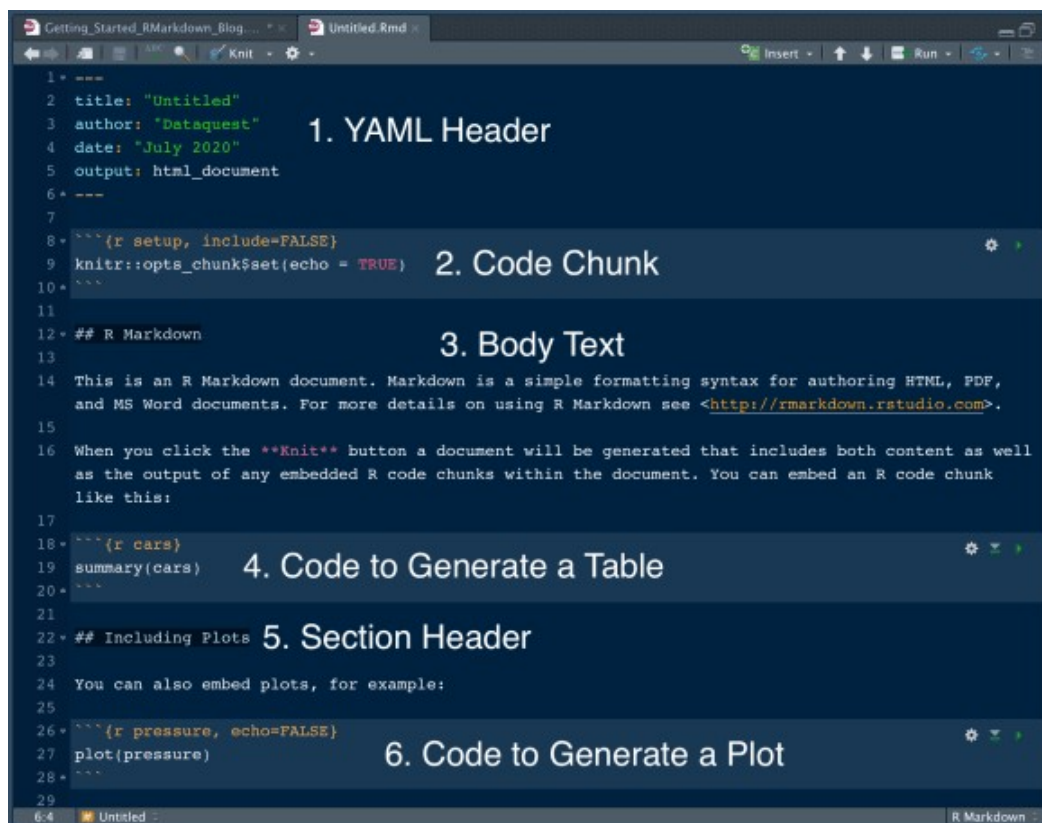 Getting_Started_RMarkdown_Blog.... *
Untitled.Rmd
ABC Knit Insert Run
1 ---
2 title: "Untitled"
3 author: "Dataquest"
1. YAML Header
4 date: "July 2020"
5 output: html_document
6 ---
7
8 ```{r setup, include=FALSE}
9 knitr::opts_chunk$set(echo = TRUE)
2. Code Chunk
10 ```
11
12 ## R Markdown
3. Body Text
13
14 This is an R Markdown document. Markdown is a simple formatting syntax for authoring HTML, PDF,
and MS Word documents. For more details on using R Markdown see <http://rmarkdown.rstudio.com>.
15
16 When you click the **Knit** button a document will be generated that includes both content as well
as the output of any embedded R code chunks within the document. You can embed an R code chunk
like this:
17
18 ```{r cars}
19 summary(cars)
4. Code to Generate a Table
20 ```
21
22 ## Including Plots
5. Section Header
23
24 You can also embed plots, for example:
25
26 ```{r pressure, echo=FALSE}
27 plot(pressure)
6. Code to Generate a Plot
28 ```
29
6:4 Untitled R Markdown